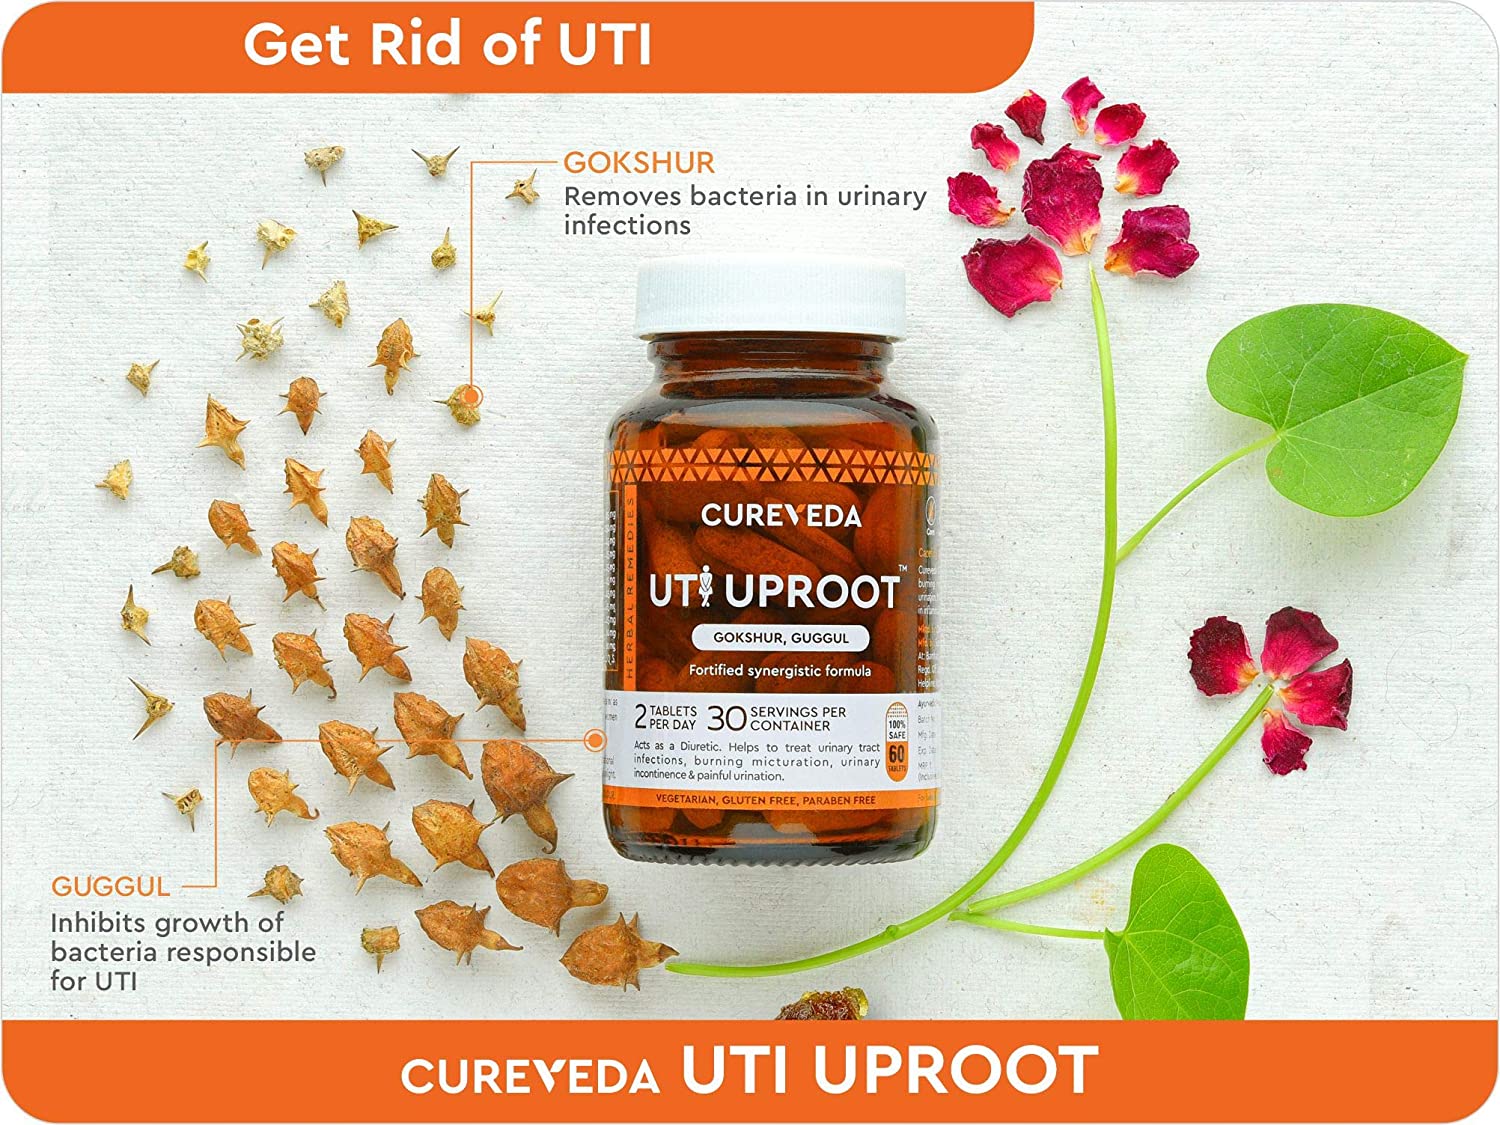 Get Rid of UTI
GOKSHUR
Removes bacteria in urinary
infections
CUREVEDA
HERBAL REMEDIES
UTI UPROOT™
GOKSHUR, GUGGUL
Fortified synergistic formula
2 TABLETS PER DAY 30 SERVINGS PER CONTAINER
100% SAFE
60 TABLETS
Acts as a Diuretic. Helps to treat urinary tract
infections, burning micturation, urinary
incontinence & painful urination.
VEGETARIAN, GLUTEN FREE, PARABEN FREE
GUGGUL
Inhibits growth of
bacteria responsible
for UTI
CUREVEDA UTI UPROOT